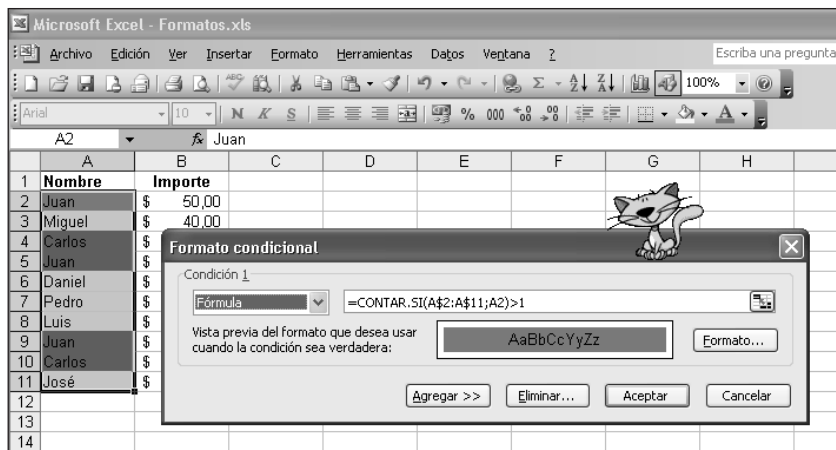 Microsoft Excel - Formatos.xls
Archivo Edición Ver Insertar Formato Herramientas Datos Ventana ? Escriba una pregunta
100%
Arial 10 N K S % 000
A2 fx Juan
A B C D E F G H
1 Nombre Importe
2 Juan $ 50,00
3 Miguel $ 40,00
4 Carlos $
5 Juan $
6 Daniel $
7 Pedro $
8 Luis $
9 Juan $
10 Carlos $
11 José $
12
13
14
Formato condicional
Condición 1
Fórmula =CONTAR.SI(A$2:A$11;A2)>1
Vista previa del formato que desea usar
cuando la condición sea verdadera:
AaBbCcYyZz
Formato...
Agregar >> Eliminar... Aceptar Cancelar